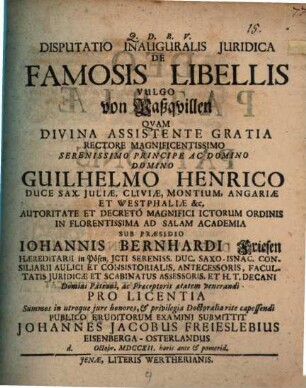 15.
Q. D. B. V.
DISPUTATIO INAUGURALIS JURIDICA
DE
FAMOSIS LIBELLIS
VULGO
von Paßqvillen
QVAM
DIVINA ASSISTENTE GRATIA
RECTORE MAGNIFICENTISSIMO
SERENISSIMO PRINCIPE AC DOMINO
DOMINO
GUILHELMO HENRICO
DUCE SAX. JULIÆ, CLIVIÆ, MONTIUM, ANGARIÆ
ET WESTPHALIÆ &c.
AUTORITATE ET DECRETO MAGNIFICI ICTORUM ORDINIS
IN FLORENTISSIMA AD SALAM ACADEMIA
SUB PRÆSIDIO
IOHANNIS BERNHARDI Friesen
HÆREDITARII in Pösen, JCTI SERENISS. DUC. SAXO-ISNAC. CON-
SILIARII AULICI ET CONSISTORIALIS, ANTECESSORIS, FACUL-
TATIS JURIDICÆ ET SCABINATUS ASSESSORIS, ET H. T. DECANI
Domini Patroni, ac Præceptoris ætatem venerandi
PRO LICENTIA
Summos in utroque jure honores, & privilegia Doctoralia rite capessendi
PUBLICO ERUDITORUM EXAMINI SUBMITTIT
JOHANNES JACOBUS FRIEIESLEBIUS
EISENBERGA-OSTERLANDUS
d. Octobr. MDCCXII. horis ante & pomerid.
JENÆ, LITERIS WERTHERIANIS.